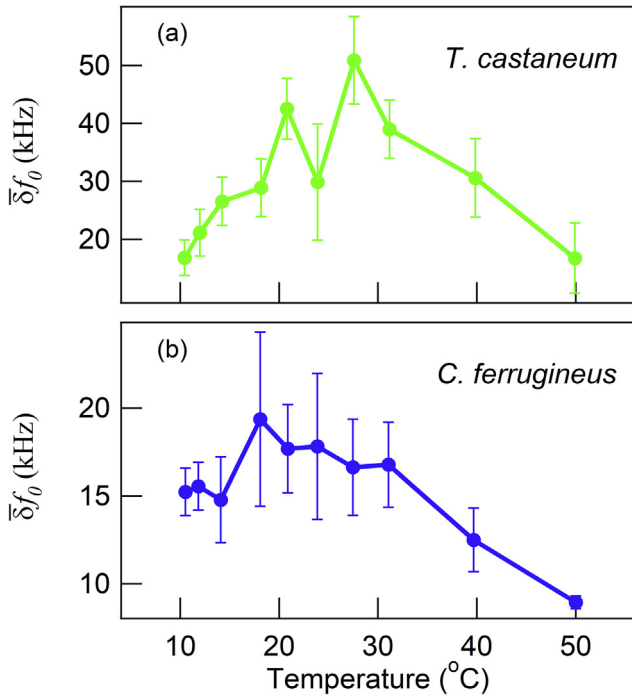 (a)
T. castaneum
50
40
30
20
δ̅f₀ (kHz)
(b)
C. ferrugineus
20
15
10
δ̅f₀ (kHz)
10 20 30 40 50
Temperature (°C)